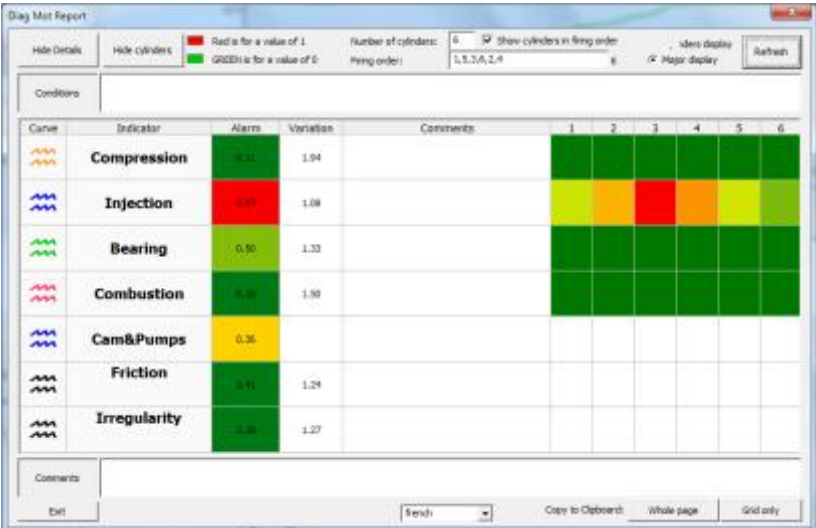 Diag Mot Report
Hide Details Hide cylinders Red is for a value of 1 Number of cylinders: 6 Show cylinders in firing order
GREEN is for a value of 0 Firing order: 1,5,3,6,2,4 6 Major display Refresh
Conditions
Curve Indicator Alarm Variation Comments 1 2 3 4 5 6
Compression 1.94
Injection 1.08
Bearing 0.50 1.33
Combustion 1.50
Cam&Pumps 0.36
Friction 1.24
Irregularity 1.27
Comments
Exit french Copy to Clipboard: Whole page Grid only